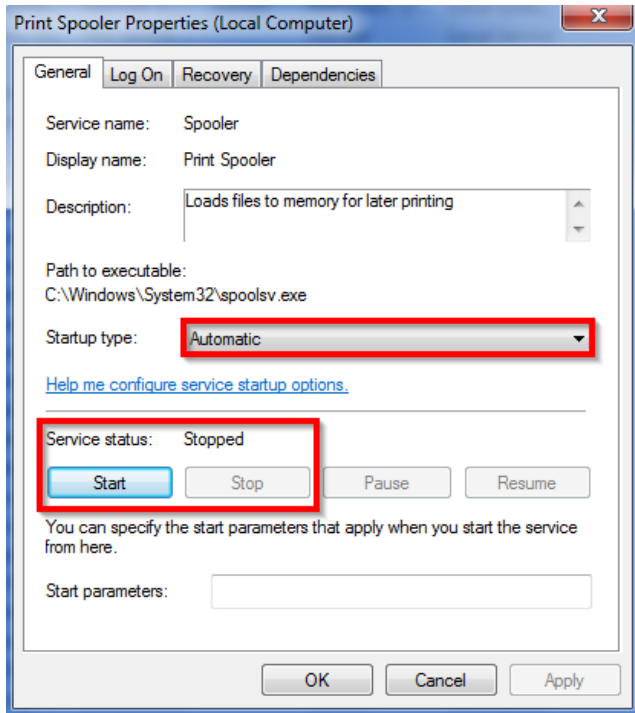 Print Spooler Properties (Local Computer)
General Log On Recovery Dependencies
Service name: Spooler
Display name: Print Spooler
Description: Loads files to memory for later printing
Path to executable:
C:\Windows\System32\spoolsv.exe
Startup type: Automatic
Help me configure service startup options.
Service status: Stopped
Start Stop Pause Resume
You can specify the start parameters that apply when you start the service
from here.
Start parameters:
OK Cancel Apply